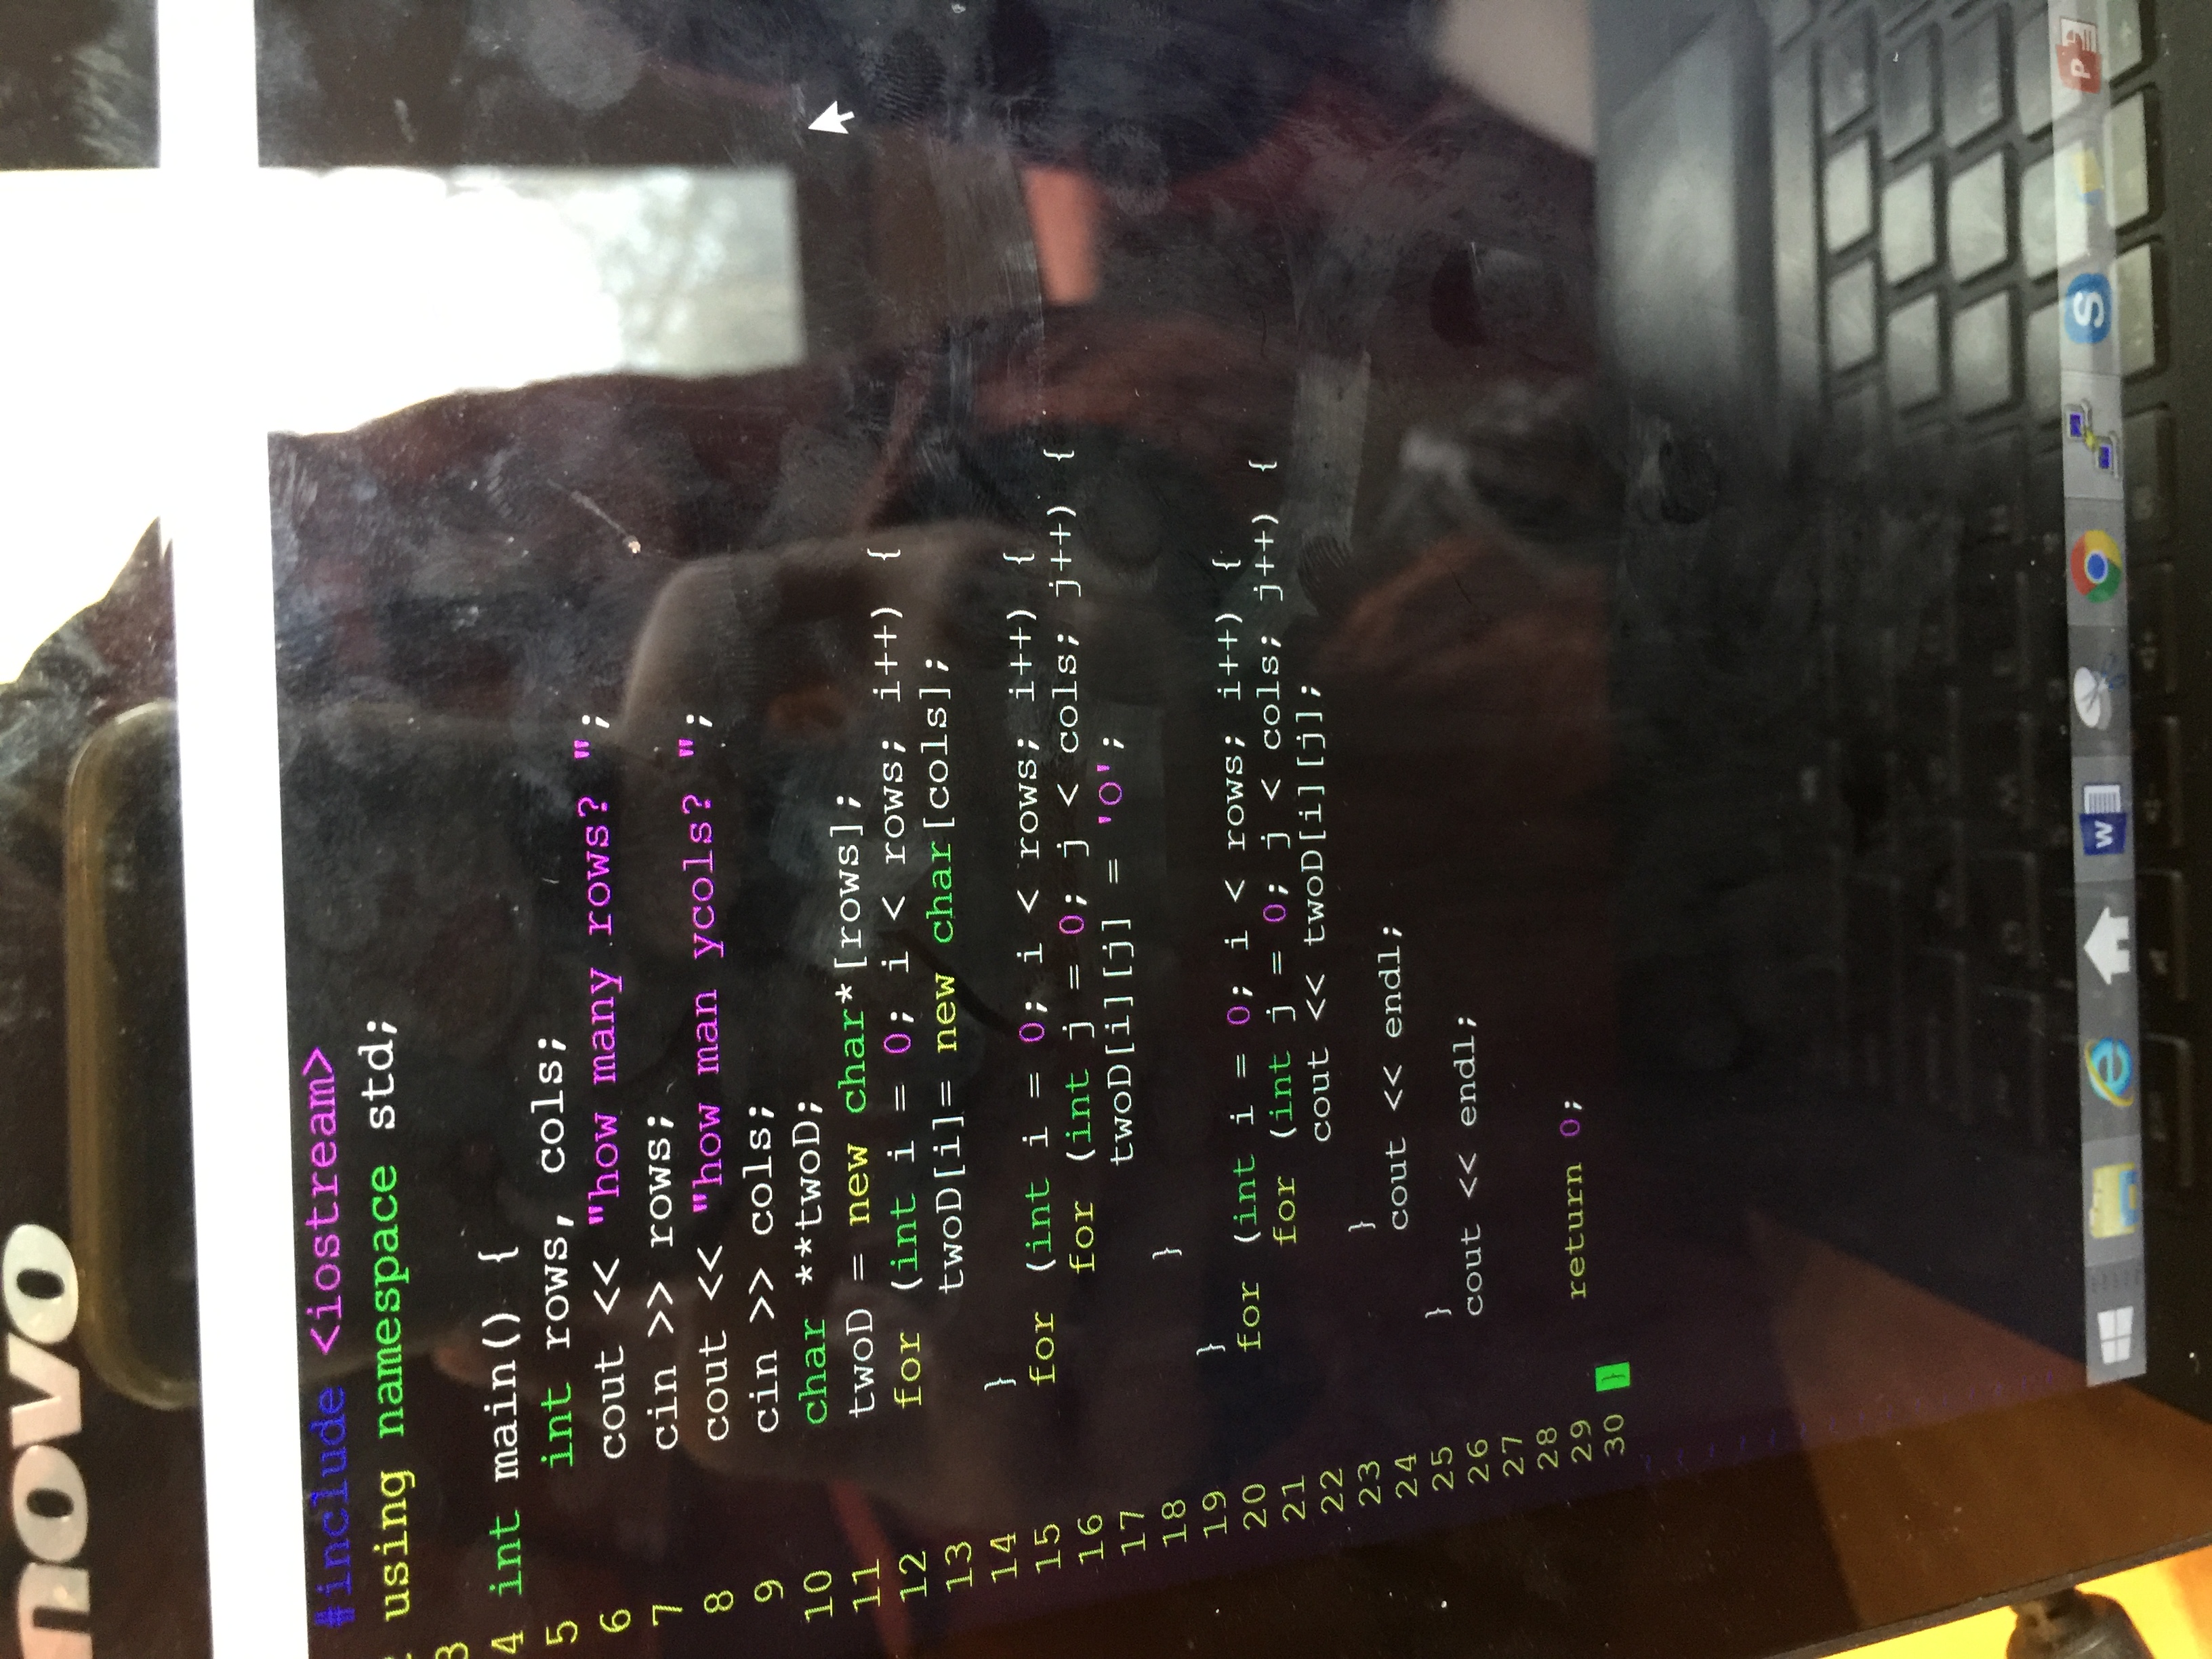 novo
#include <iostream>
using namespace std;
3
4 int main() {
5 int rows, cols;
6 cout << "how many rows? ";
7 cin >> rows;
8 cout << "how man ycols? ";
9 cin >> cols;
10 char **twoD;
11 twoD = new char*[rows];
12 for (int i = 0; i < rows; i++) {
13 twoD[i]= new char[cols];
14 }
15 for (int i = 0; i < rows; i++) {
16 for (int j = 0; j < cols; j++) {
17 twoD[i][j] = 'O';
18 }
19 }
20 for (int i = 0; i < rows; i++) {
21 for (int j = 0; j < cols; j++) {
22 cout << twoD[i][j];
23 }
24 cout << endl;
25 }
26 cout << endl;
27
28
29 return 0;
30 }
W S P